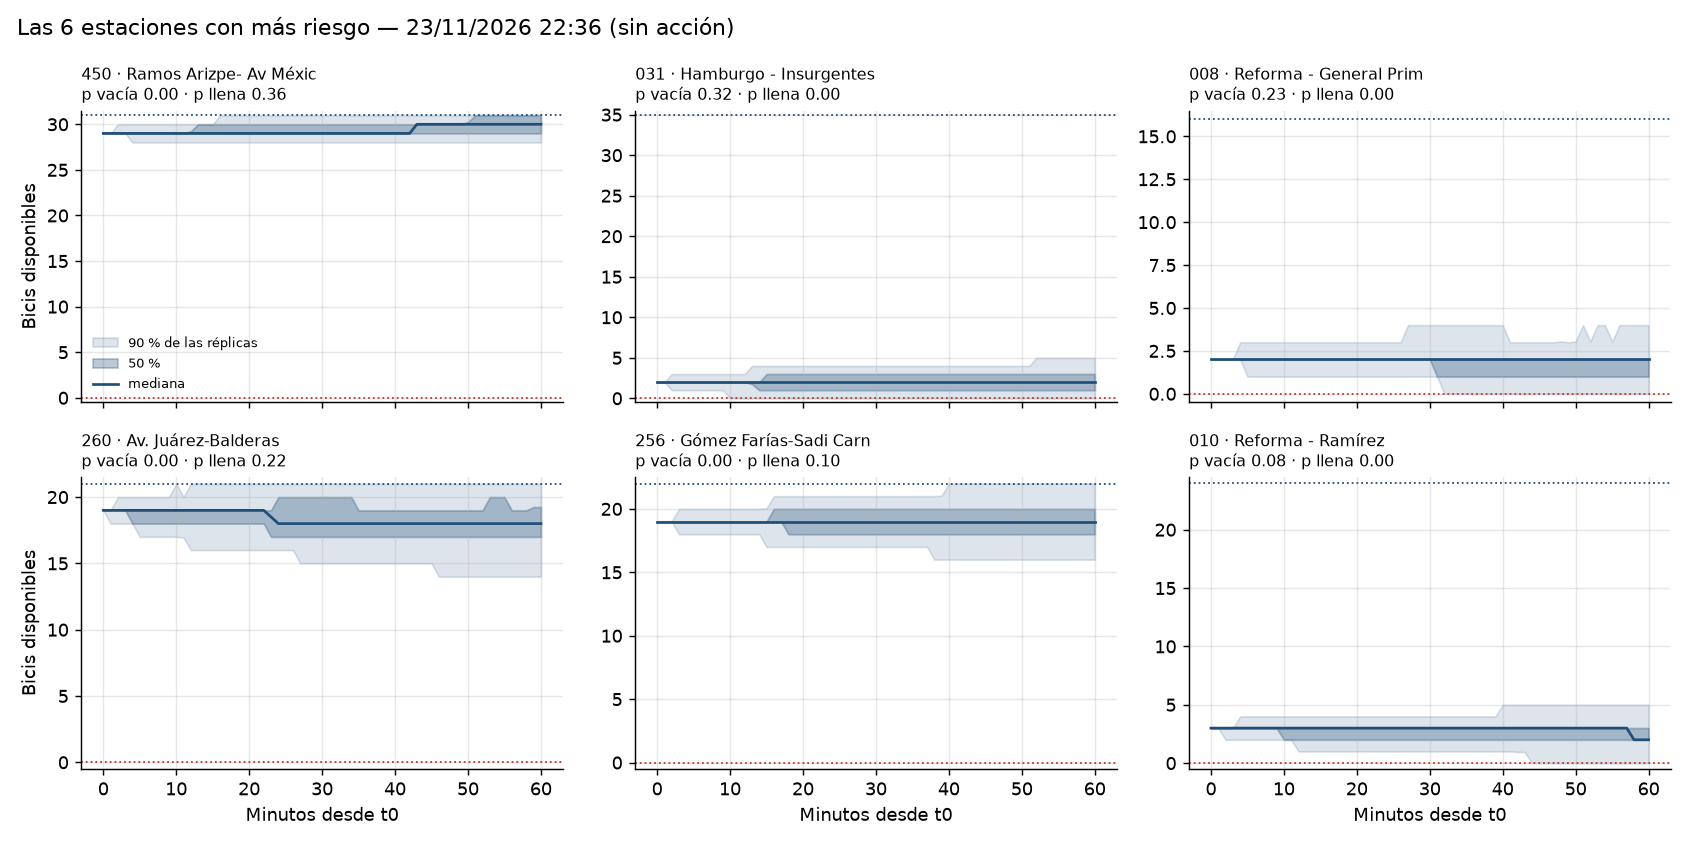 Las 6 estaciones con más riesgo — 23/11/2026 22:36 (sin acción)
450 · Ramos Arizpe- Av Méxic
p vacía 0.00 · p llena 0.36
30
25
20
15
10
5
0
Bicis disponibles
90 % de las réplicas
50 %
mediana
031 · Hamburgo - Insurgentes
p vacía 0.32 · p llena 0.00
35
30
25
20
15
10
5
0
008 · Reforma - General Prim
p vacía 0.23 · p llena 0.00
15.0
12.5
10.0
7.5
5.0
2.5
0.0
260 · Av. Juárez-Balderas
p vacía 0.00 · p llena 0.22
20
15
10
5
0
Bicis disponibles
0 10 20 30 40 50 60
Minutos desde t0
256 · Gómez Farías-Sadi Carn
p vacía 0.00 · p llena 0.10
20
15
10
5
0
0 10 20 30 40 50 60
Minutos desde t0
010 · Reforma - Ramírez
p vacía 0.08 · p llena 0.00
20
15
10
5
0
0 10 20 30 40 50 60
Minutos desde t0